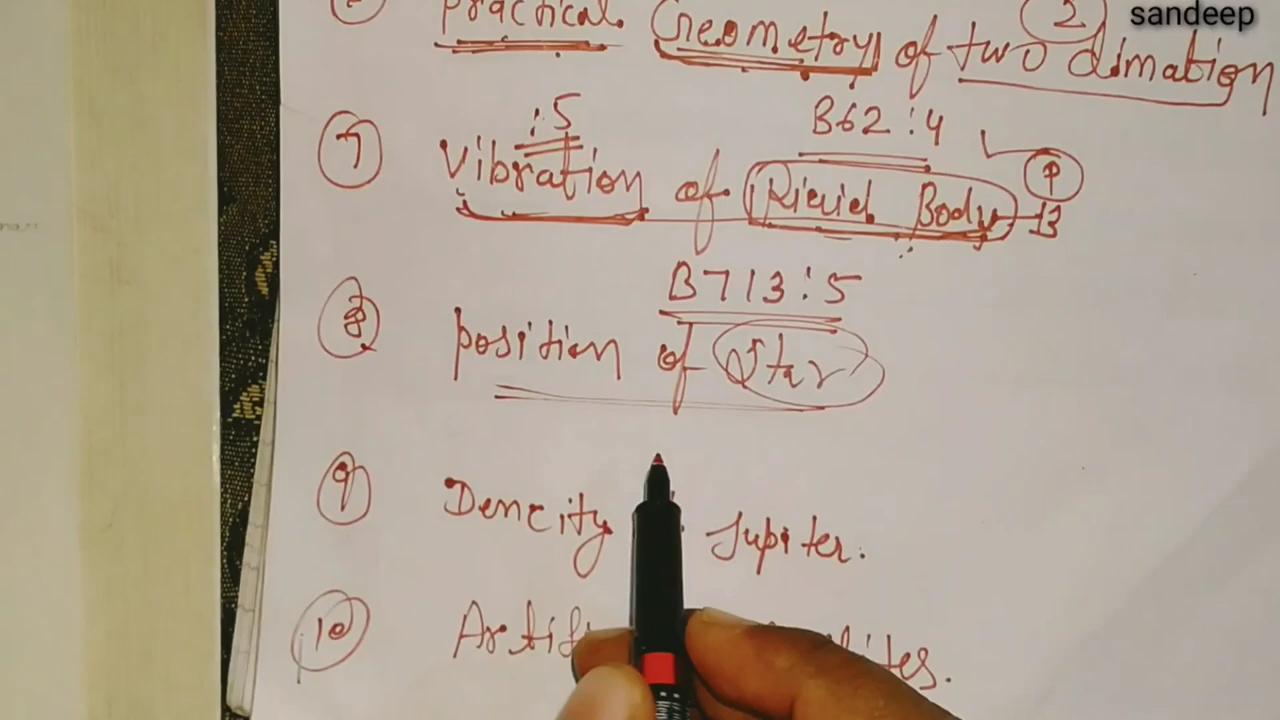 sandeep
2
Practical Geometry of two dimation
:5
B62:4
7 Vibration of Ricid Body B
P
B713:5
8 position of Star
9 Dencity Jupiter.
10